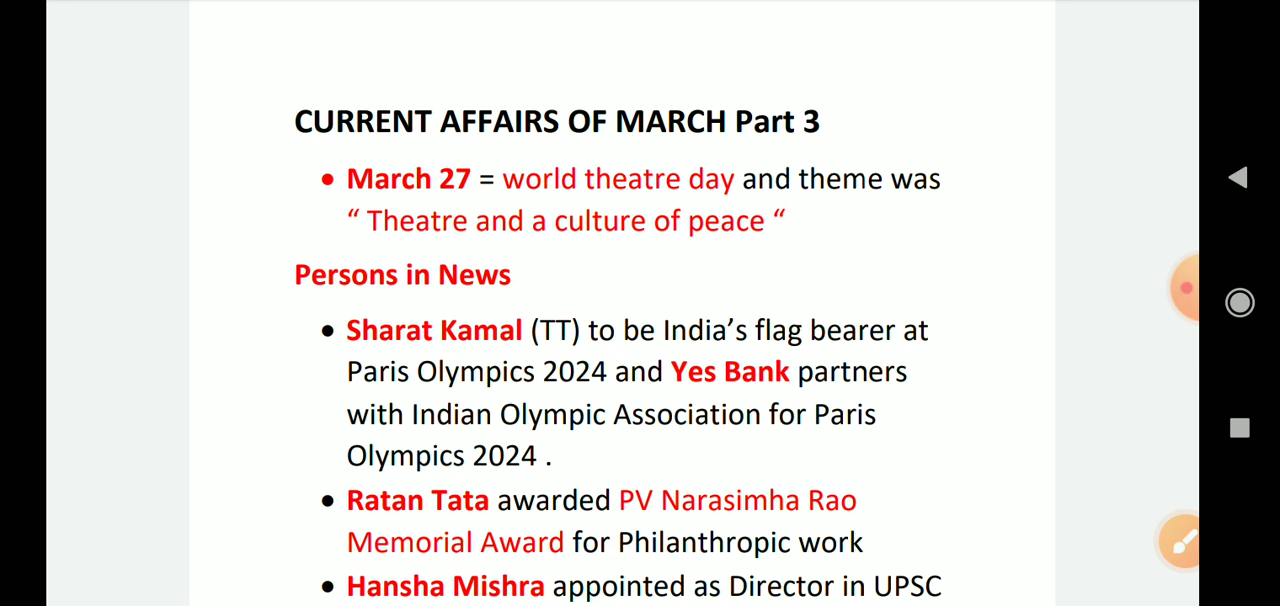 CURRENT AFFAIRS OF MARCH Part 3
• March 27 = world theatre day and theme was
“ Theatre and a culture of peace “
Persons in News
• Sharat Kamal (TT) to be India’s flag bearer at
Paris Olympics 2024 and Yes Bank partners
with Indian Olympic Association for Paris
Olympics 2024 .
• Ratan Tata awarded PV Narasimha Rao
Memorial Award for Philanthropic work
• Hansha Mishra appointed as Director in UPSC